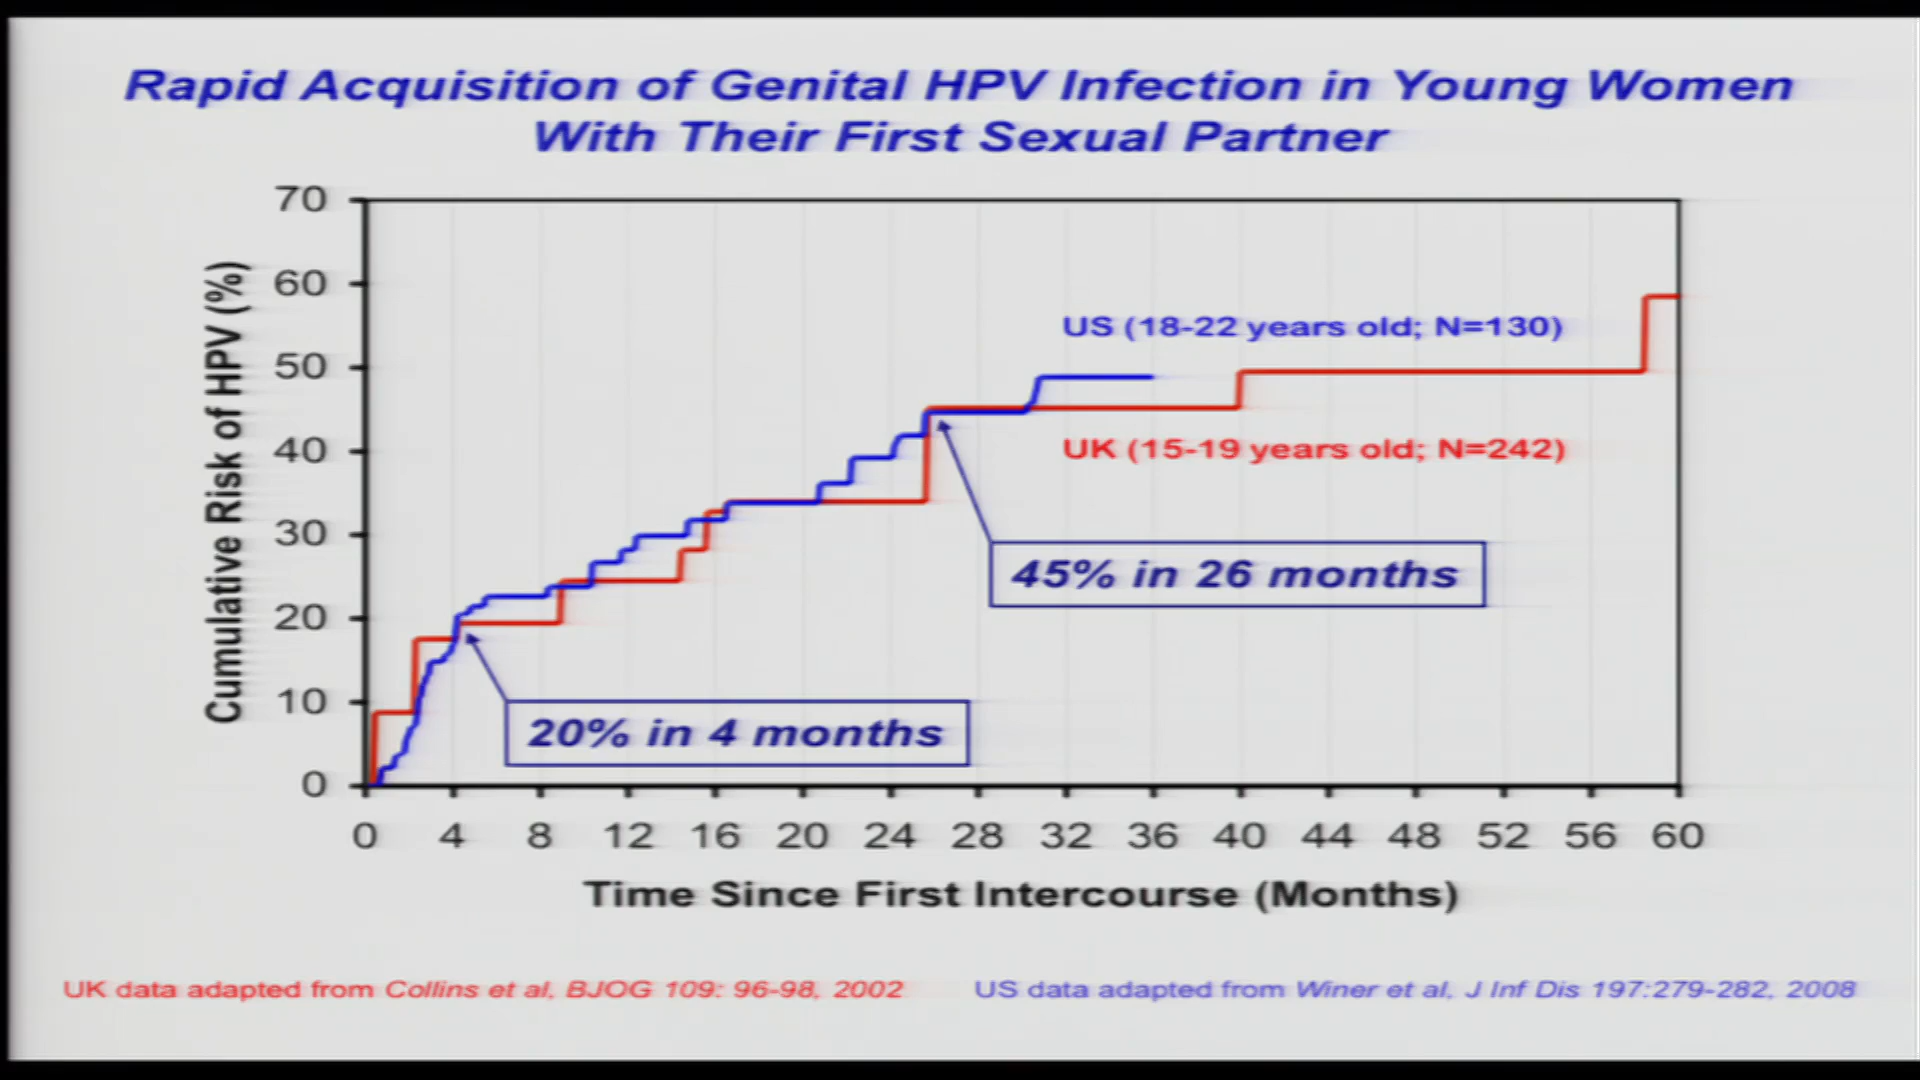 Rapid Acquisition of Genital HPV Infection in Young Women
With Their First Sexual Partner
70
60
50
40
30
20
10
0
Cumulative Risk of HPV (%)
US (18-22 years old; N=130)
UK (15-19 years old; N=242)
45% in 26 months
20% in 4 months
0 4 8 12 16 20 24 28 32 36 40 44 48 52 56 60
Time Since First Intercourse (Months)
UK data adapted from Collins et al, BJOG 109: 96-98, 2002
US data adapted from Winer et al, J Inf Dis 197:279-282, 2008